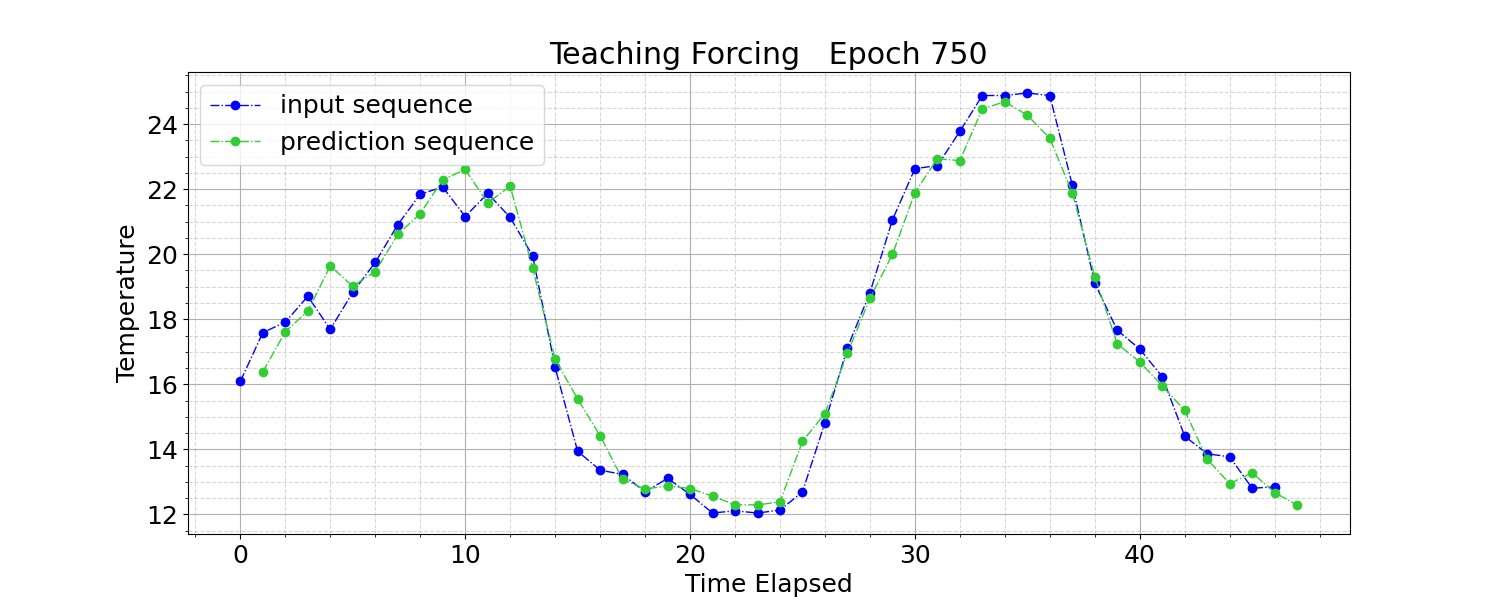 Teaching Forcing   Epoch 750
input sequence
prediction sequence
Temperature
24
22
20
18
16
14
12
0 10 20 30 40
Time Elapsed